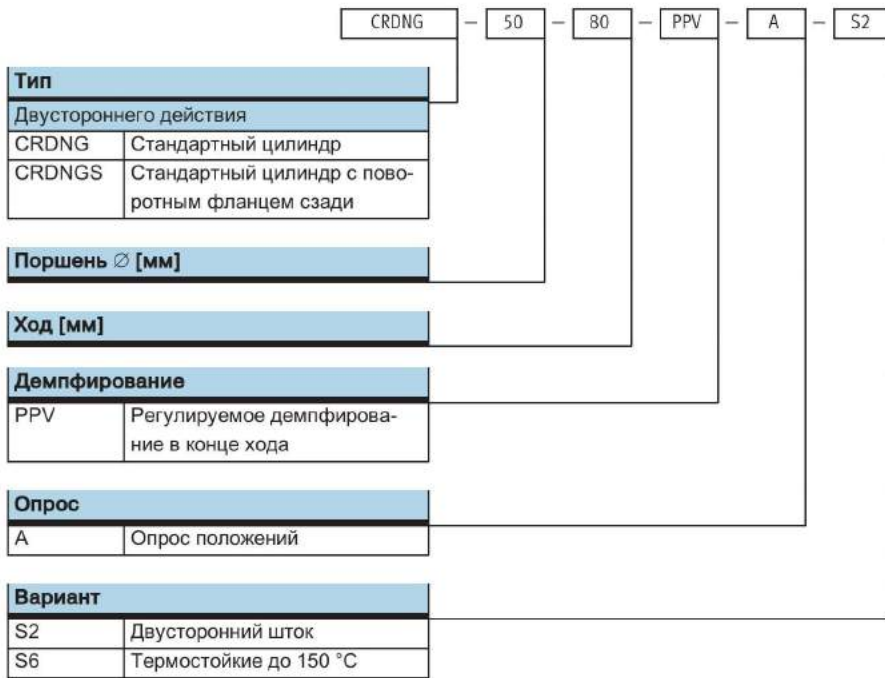 CRDNG – 50 – 80 – PPV – A – S2
Тип
Двустороннего действия
CRDNG Стандартный цилиндр
CRDNGS Стандартный цилиндр с пово-
ротным фланцем сзади
Поршень ∅ [мм]
Ход [мм]
Демпфирование
PPV Регулируемое демпфирова-
ние в конце хода
Опрос
A Опрос положений
Вариант
S2 Двусторонний шток
S6 Термостойкие до 150 °C